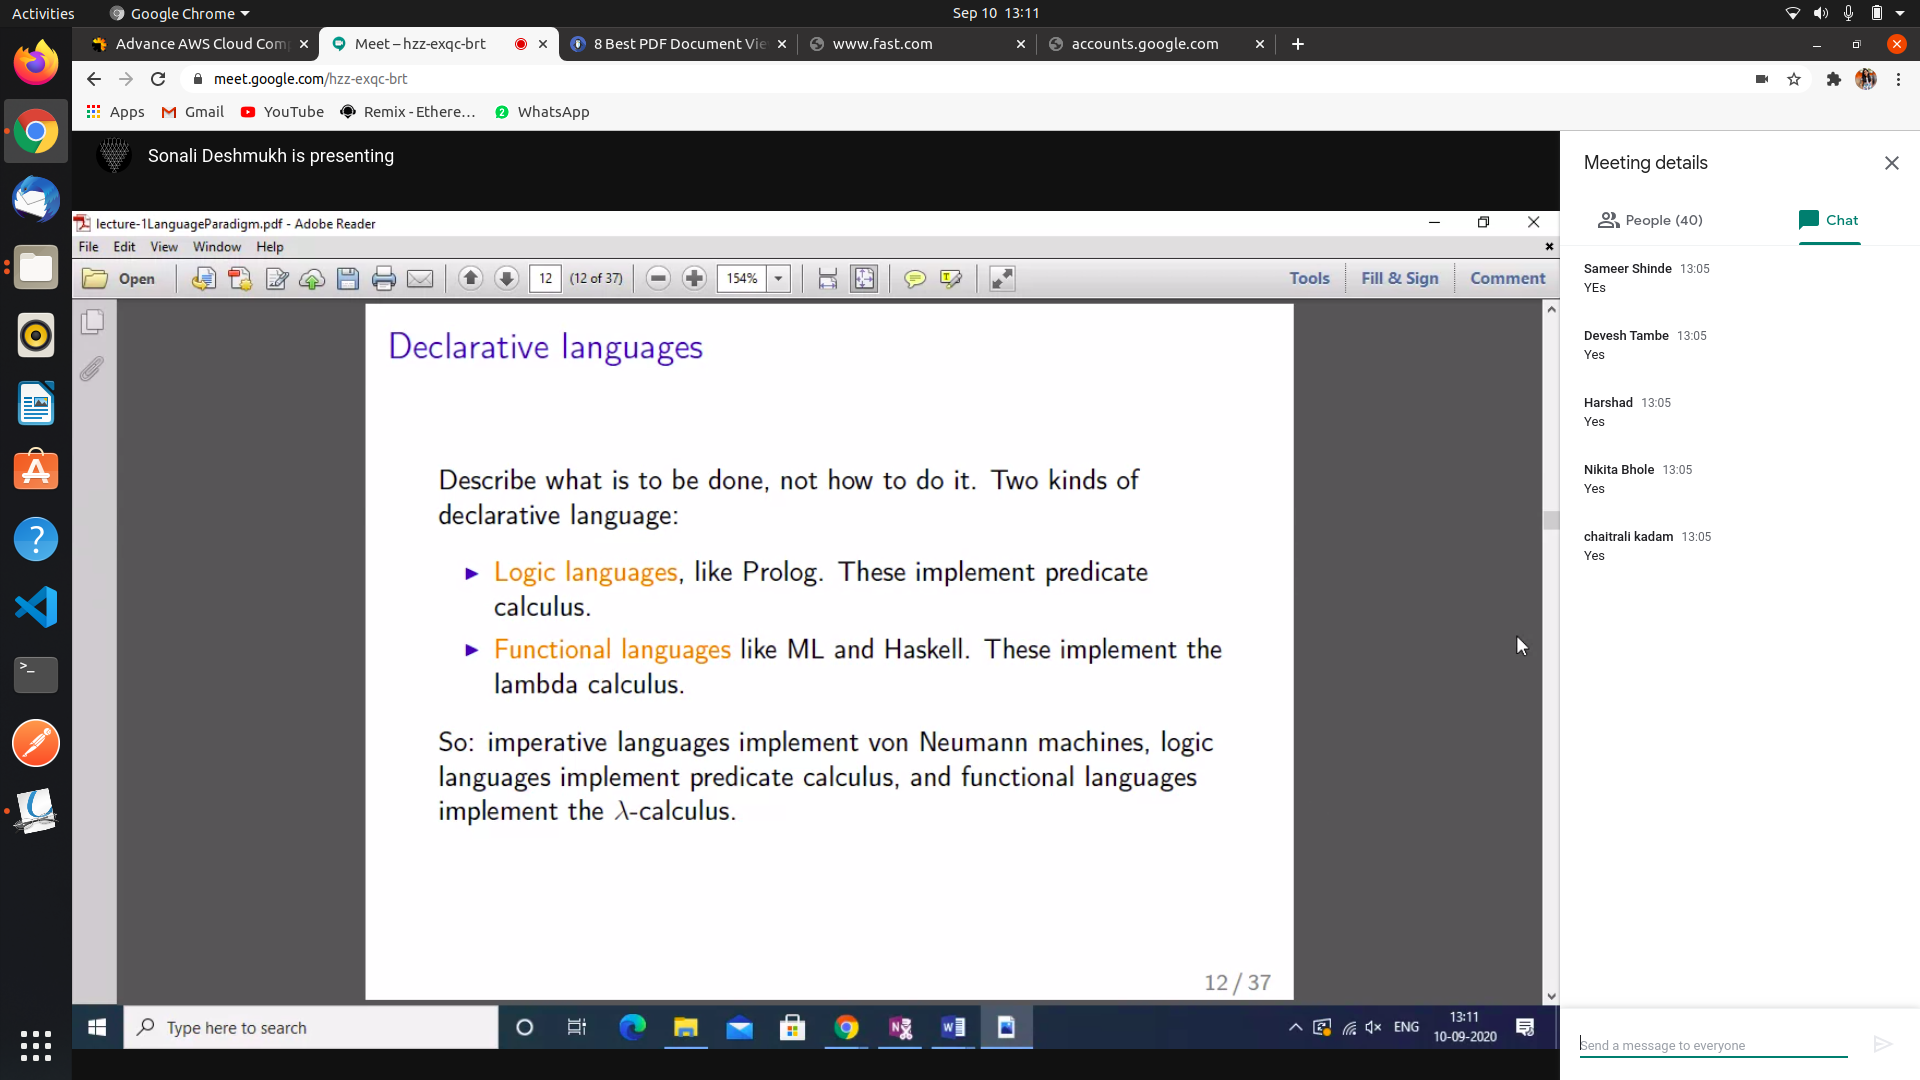 Activities
Google Chrome
Sep 10 13:11
Advance AWS Cloud Comp
Meet – hzz-exqc-brt
8 Best PDF Document Vie
www.fast.com
accounts.google.com
meet.google.com/hzz-exqc-brt
Apps
Gmail
YouTube
Remix - Ethere...
2
WhatsApp
Sonali Deshmukh is presenting
lecture-1LanguageParadigm.pdf - Adobe Reader
File Edit View Window Help
Open
12
(12 of 37)
154%
Tools
Fill & Sign
Comment
Declarative languages
Describe what is to be done, not how to do it. Two kinds of
declarative language:
Logic languages, like Prolog. These implement predicate
calculus.
Functional languages like ML and Haskell. These implement the
lambda calculus.
So: imperative languages implement von Neumann machines, logic
languages implement predicate calculus, and functional languages
implement the λ-calculus.
12 / 37
Type here to search
ENG
13:11
10-09-2020
Meeting details
People (40)
Chat
Sameer Shinde 13:05
YEs
Devesh Tambe 13:05
Yes
Harshad 13:05
Yes
Nikita Bhole 13:05
Yes
chaitrali kadam 13:05
Yes
Send a message to everyone